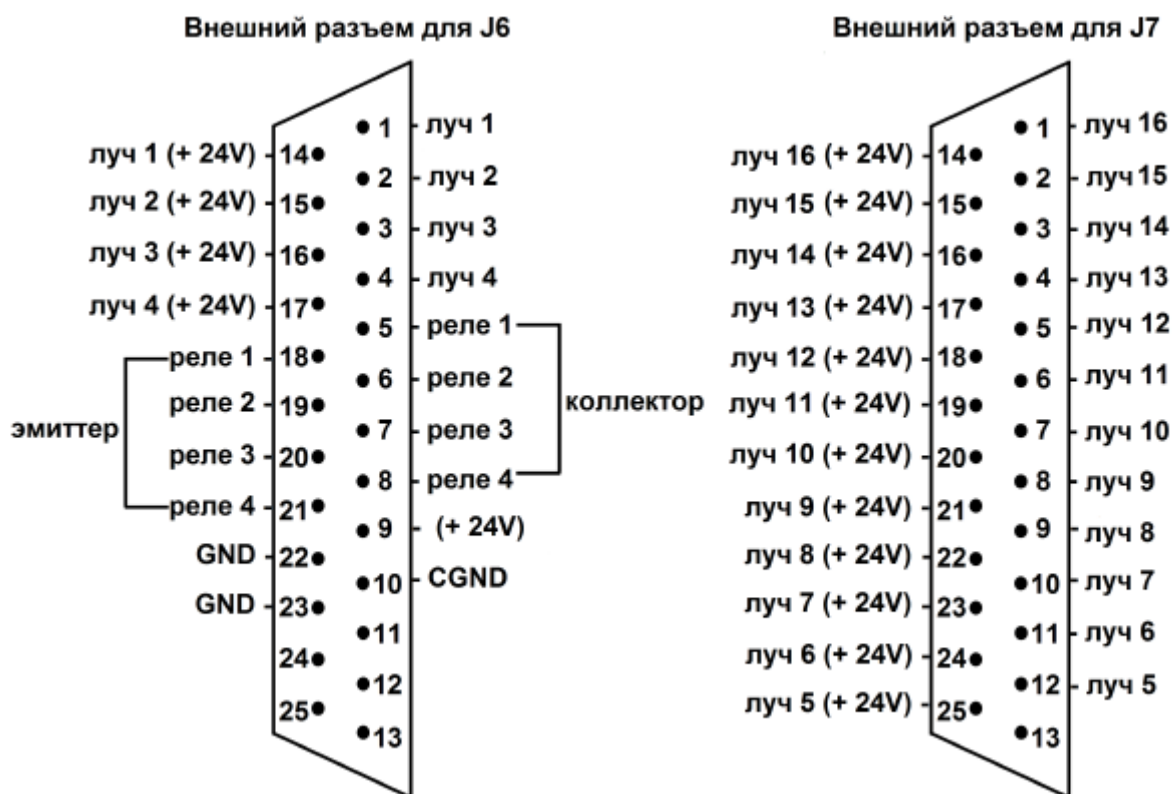 Внешний разъем для J6
1 луч 1
луч 1 (+ 24V) 14
2 луч 2
луч 2 (+ 24V) 15
3 луч 3
луч 3 (+ 24V) 16
4 луч 4
луч 4 (+ 24V) 17
5 реле 1
реле 1 18
6 реле 2
реле 2 19
коллектор
эмиттер
7 реле 3
реле 3 20
8 реле 4
реле 4 21
9 (+ 24V)
GND 22
10 CGND
GND 23
11
24
12
25
13
Внешний разъем для J7
1 луч 16
луч 16 (+ 24V) 14
2 луч 15
луч 15 (+ 24V) 15
3 луч 14
луч 14 (+ 24V) 16
4 луч 13
луч 13 (+ 24V) 17
5 луч 12
луч 12 (+ 24V) 18
6 луч 11
луч 11 (+ 24V) 19
7 луч 10
луч 10 (+ 24V) 20
8 луч 9
луч 9 (+ 24V) 21
9 луч 8
луч 8 (+ 24V) 22
10 луч 7
луч 7 (+ 24V) 23
11 луч 6
луч 6 (+ 24V) 24
12 луч 5
луч 5 (+ 24V) 25
13